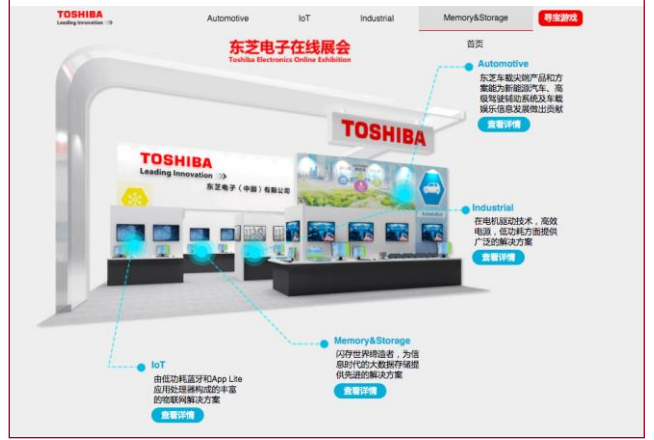 TOSHIBA
Leading Innovation
Automotive
IoT
Industrial
Memory&Storage
寻宝游戏
首页
东芝电子在线展会
Toshiba Electronics Online Exhibition
Automotive
东芝车载尖端产品和方
案能为新能源汽车、高
级驾驶辅助系统及车载
娱乐信息发展做出贡献
查看详情
TOSHIBA
TOSHIBA
Leading Innovation
东芝电子（中国）有限公司
Industrial
在电机驱动技术，高效
电源，低功耗方面提供
广泛的解决方案
查看详情
Memory&Storage
闪存世界缔造者，为信
息时代的大数据存储提
供先进的解决方案
查看详情
IoT
由低功耗蓝牙和App Lite
应用处理器构成的丰富
的物联网解决方案
查看详情